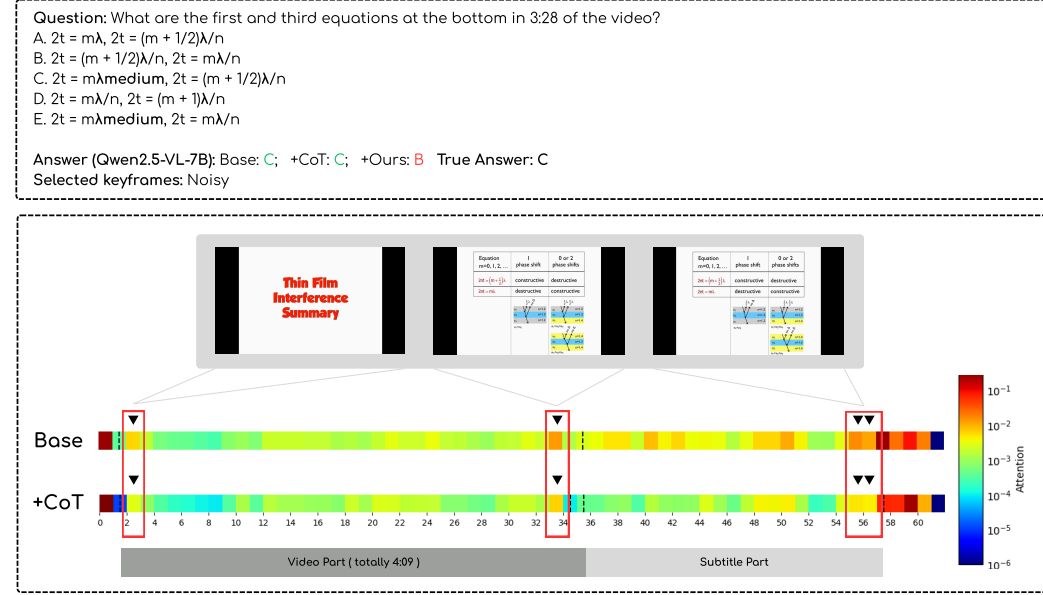 Question: What are the first and third equations at the bottom in 3:28 of the video?
A. 2t = mλ, 2t = (m + 1/2)λ/n
B. 2t = (m + 1/2)λ/n, 2t = mλ/n
C. 2t = mλmedium, 2t = (m + 1/2)λ/n
D. 2t = mλ/n, 2t = (m + 1)λ/n
E. 2t = mλmedium, 2t = mλ/n
Answer (Qwen2.5-VL-7B): Base: C; +CoT: C; +Ours: B True Answer: C
Selected keyframes: Noisy
Thin Film
Interference
Summary
Equation
m=0, 1, 2, ...
1
phase shift
0 or 2
phase shifts
constructive
destructive
destructive
constructive
Equation
m=0, 1, 2, ...
1
phase shift
0 or 2
phase shifts
constructive
destructive
destructive
constructive
Base
+CoT
0 2 4 6 8 10 12 14 16 18 20 22 24 26 28 30 32 34 36 38 40 42 44 46 48 50 52 54 56 58 60
Video Part ( totally 4:09 )
Subtitle Part
10⁻¹
10⁻²
10⁻³
10⁻⁴
10⁻⁵
10⁻⁶
Attention